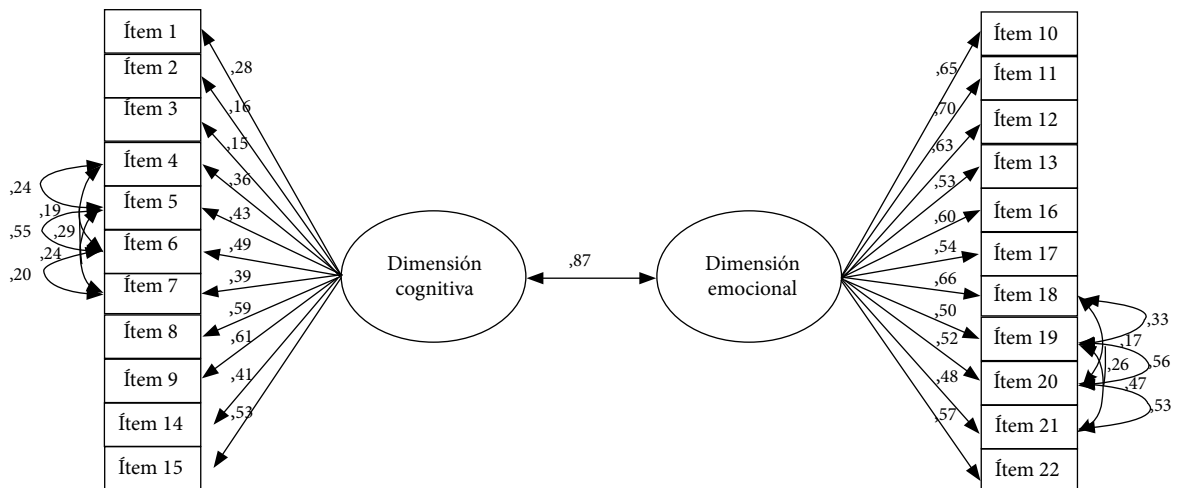 Ítem 1
Ítem 2
Ítem 3
Ítem 4
Ítem 5
Ítem 6
Ítem 7
Ítem 8
Ítem 9
Ítem 14
Ítem 15
,24
,19
,55
,29
,24
,20
,28
,16
,15
,36
,43
,49
,39
,59
,61
,41
,53
Dimensión
cognitiva
,87
Dimensión
emocional
,65
,70
,63
,53
,60
,54
,66
,50
,52
,48
,57
Ítem 10
Ítem 11
Ítem 12
Ítem 13
Ítem 16
Ítem 17
Ítem 18
Ítem 19
Ítem 20
Ítem 21
Ítem 22
,33
,17
,26
,56
,47
,53